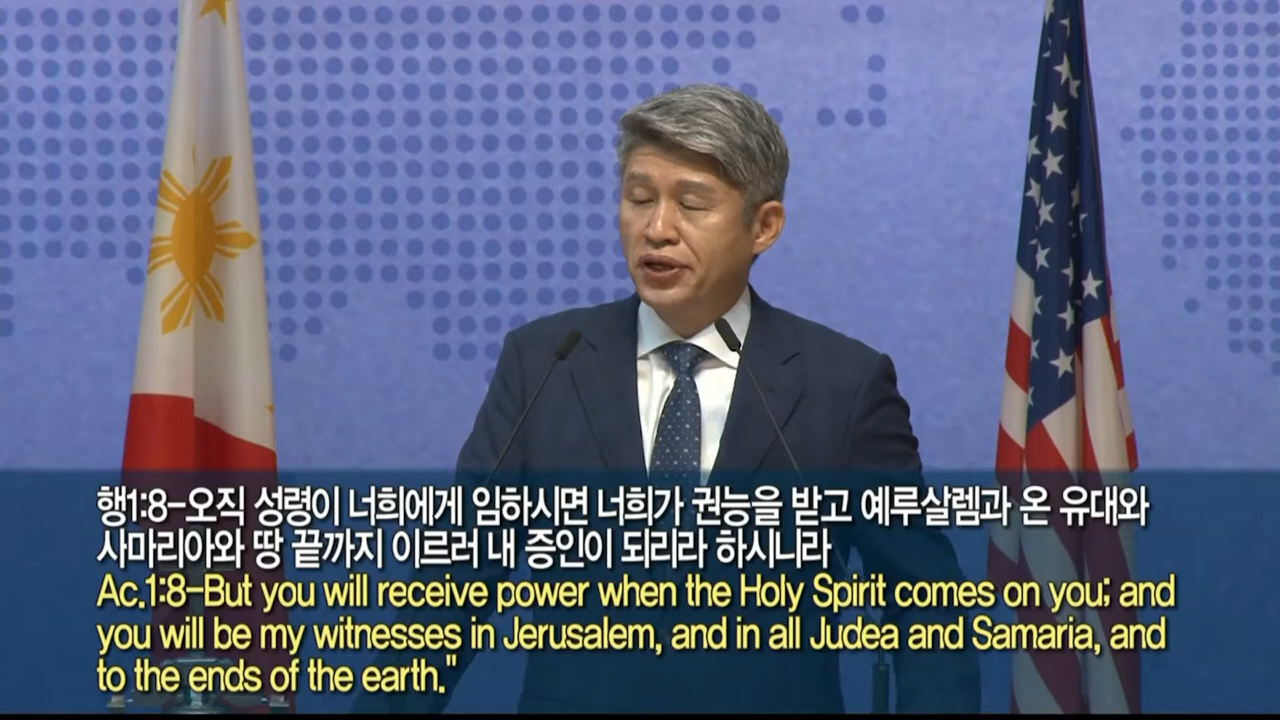 행1:8-오직 성령이 너희에게 임하시면 너희가 권능을 받고 예루살렘과 온 유대와
사마리아와 땅 끝까지 이르러 내 증인이 되리라 하시니라
Ac.1:8-But you will receive power when the Holy Spirit comes on you; and
you will be my witnesses in Jerusalem, and in all Judea and Samaria, and
to the ends of the earth."